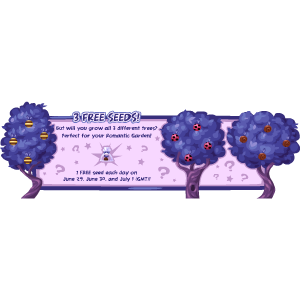 3 FREE SEEDS!
But will you grow all 3 different trees?
Perfect for your Romantic Garden!
1 FREE seed each day on
June 29, June 30, and July 1 (GMT)!